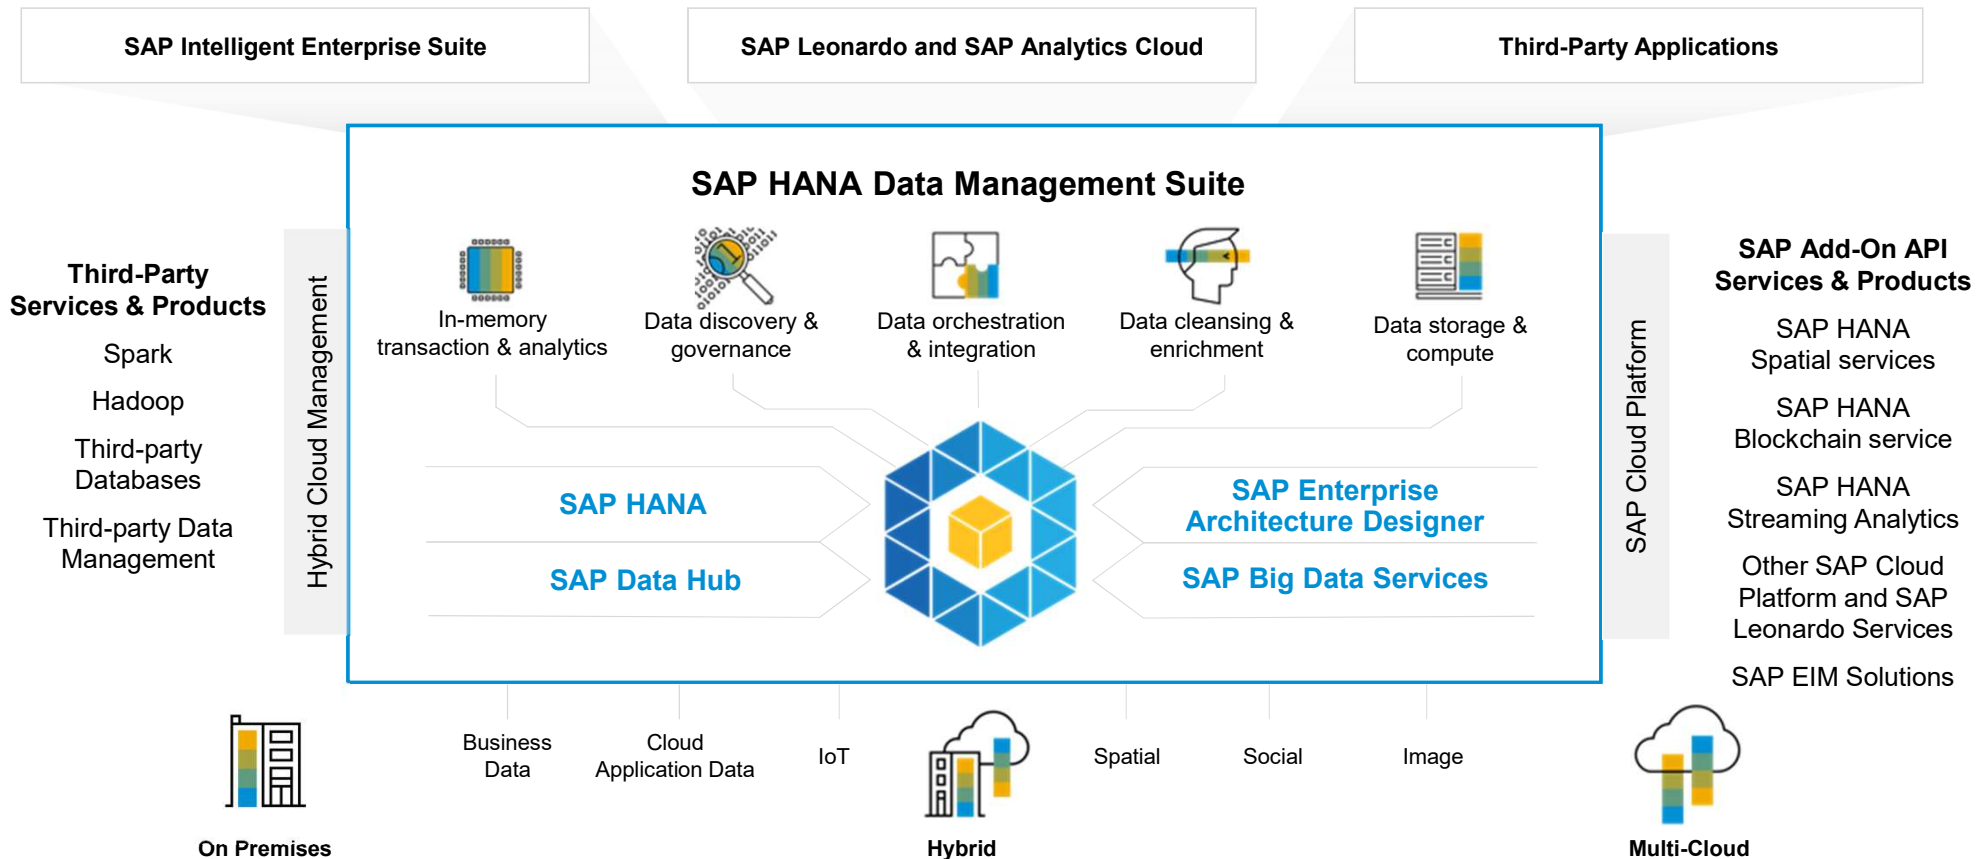 SAP Intelligent Enterprise Suite
SAP Leonardo and SAP Analytics Cloud
Third-Party Applications
SAP HANA Data Management Suite
Third-Party
Services & Products
Spark
Hadoop
Third-party
Databases
Third-party Data
Management
Hybrid Cloud Management
In-memory
transaction & analytics
Data discovery &
governance
Data orchestration
& integration
Data cleansing &
enrichment
Data storage &
compute
SAP HANA
SAP Data Hub
SAP Enterprise
Architecture Designer
SAP Big Data Services
SAP Cloud Platform
SAP Add-On API
Services & Products
SAP HANA
Spatial services
SAP HANA
Blockchain service
SAP HANA
Streaming Analytics
Other SAP Cloud
Platform and SAP
Leonardo Services
SAP EIM Solutions
Business
Data
Cloud
Application Data
IoT
Spatial
Social
Image
On Premises
Hybrid
Multi-Cloud